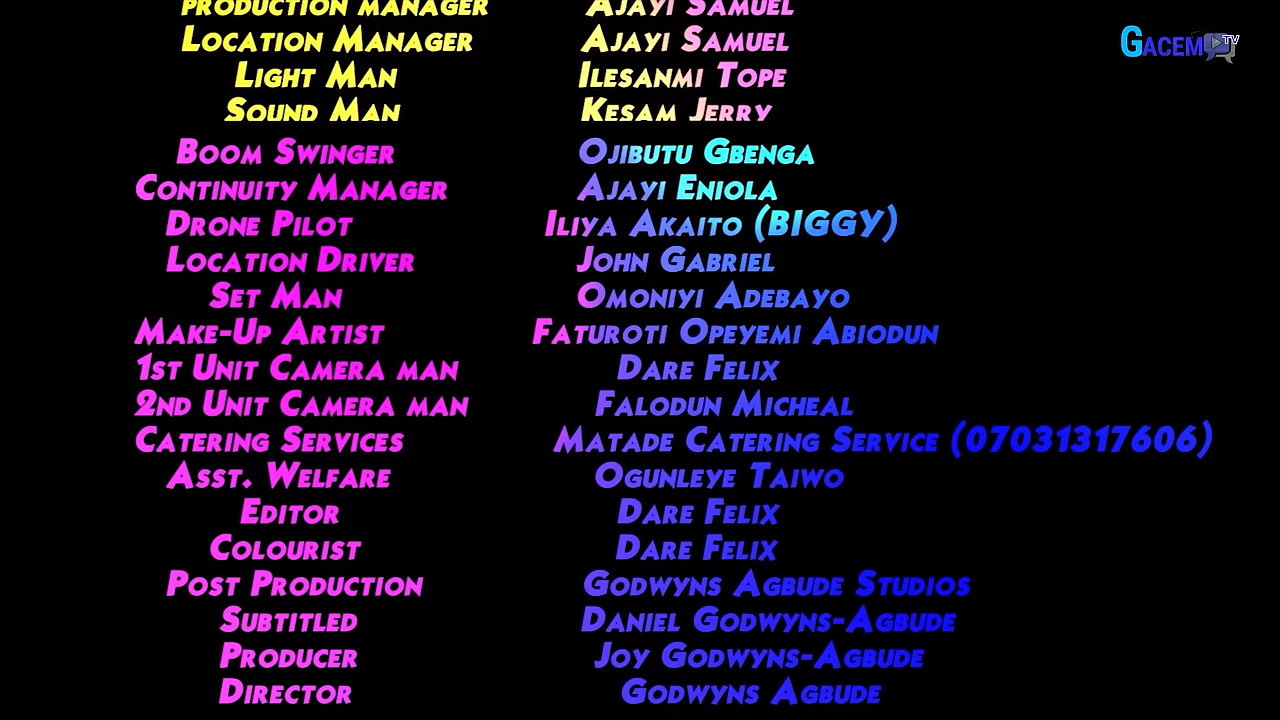 PRODUCTION MANAGER AJAYI SAMUEL
LOCATION MANAGER AJAYI SAMUEL
LIGHT MAN ILESANMI TOPE
SOUND MAN KESAM JERRY
BOOM SWINGER OJIBUTU GBENGA
CONTINUITY MANAGER AJAYI ENIOLA
DRONE PILOT ILIYA AKAITO (BIGGY)
LOCATION DRIVER JOHN GABRIEL
SET MAN OMONIYI ADEBAYO
MAKE-UP ARTIST FATUROTI OPEYEMI ABIODUN
1ST UNIT CAMERA MAN DARE FELIX
2ND UNIT CAMERA MAN FALODUN MICHEAL
CATERING SERVICES MATADE CATERING SERVICE (07031317606)
ASST. WELFARE OGUNLEYE TAIWO
EDITOR DARE FELIX
COLOURIST DARE FELIX
POST PRODUCTION GODWYNS AGBUDE STUDIOS
SUBTITLED DANIEL GODWYNS-AGBUDE
PRODUCER JOY GODWYNS-AGBUDE
DIRECTOR GODWYNS AGBUDE
GACEM TV